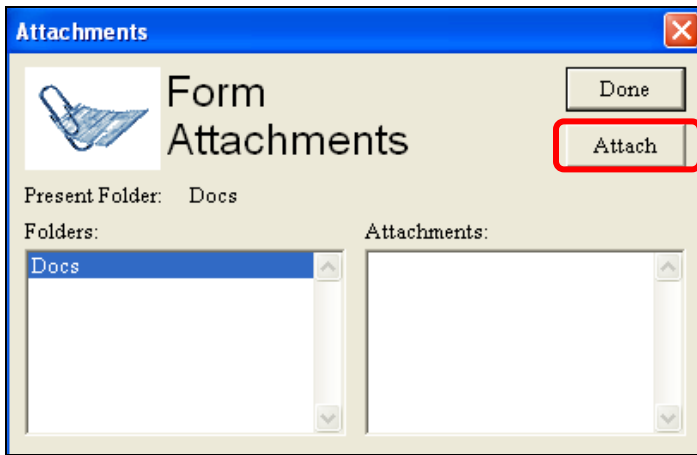 Attachments
Form
Attachments
Done
Attach
Present Folder: Docs
Folders:
Attachments:
Docs